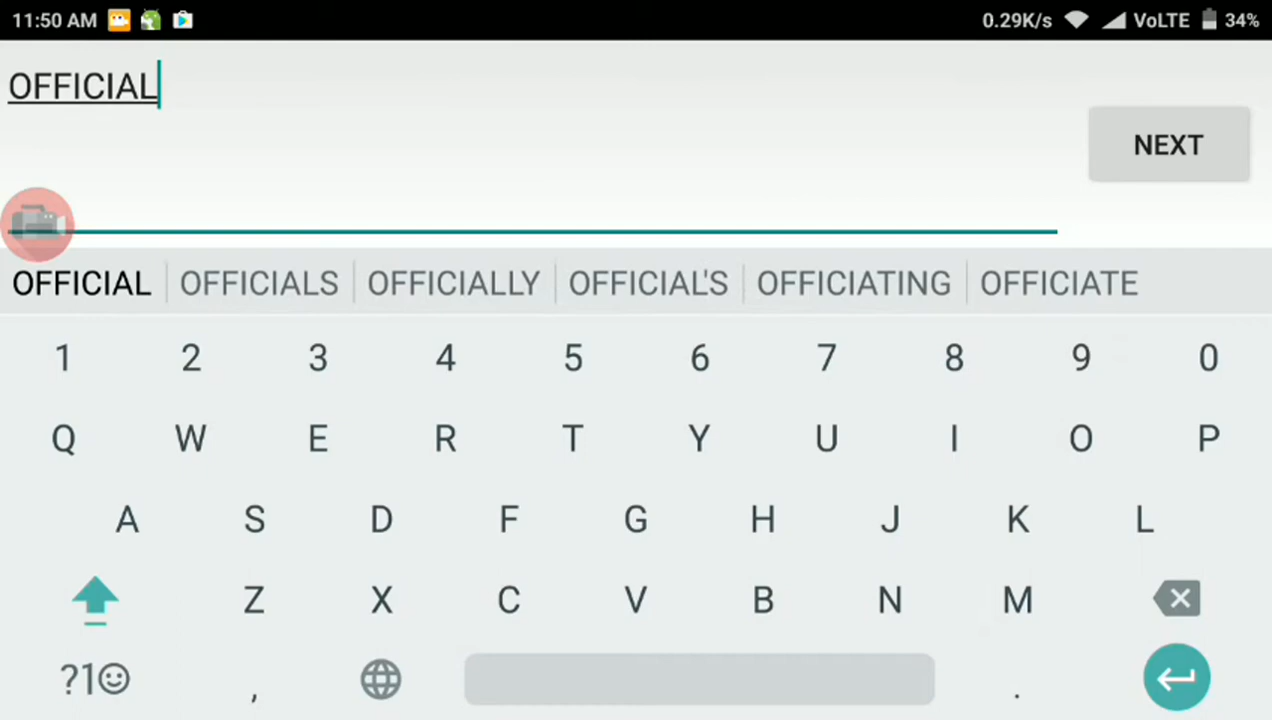 11:50 AM 0.29K/s VoLTE 34%
OFFICIAL
NEXT
OFFICIAL OFFICIALS OFFICIALLY OFFICIAL'S OFFICIATING OFFICIATE
1 2 3 4 5 6 7 8 9 0
Q W E R T Y U I O P
A S D F G H J K L
Z X C V B N M
?1☺ , .